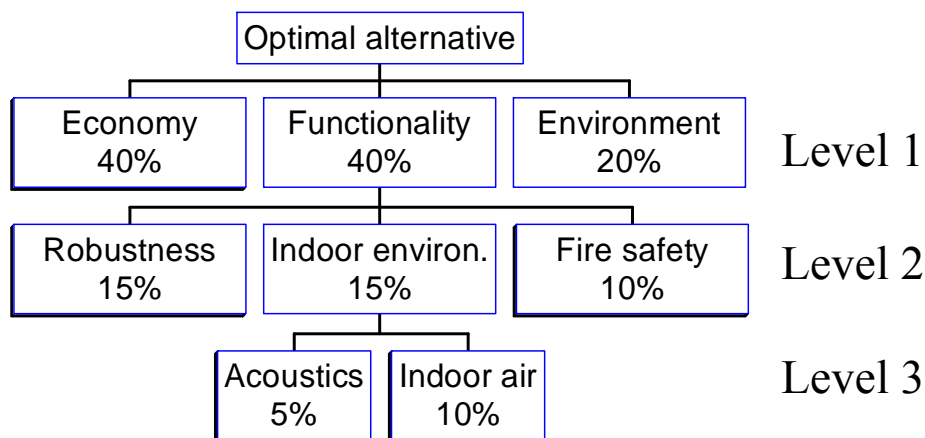 Optimal alternative
Economy
40%
Functionality
40%
Environment
20%
Level 1
Robustness
15%
Indoor environ.
15%
Fire safety
10%
Level 2
Acoustics
5%
Indoor air
10%
Level 3